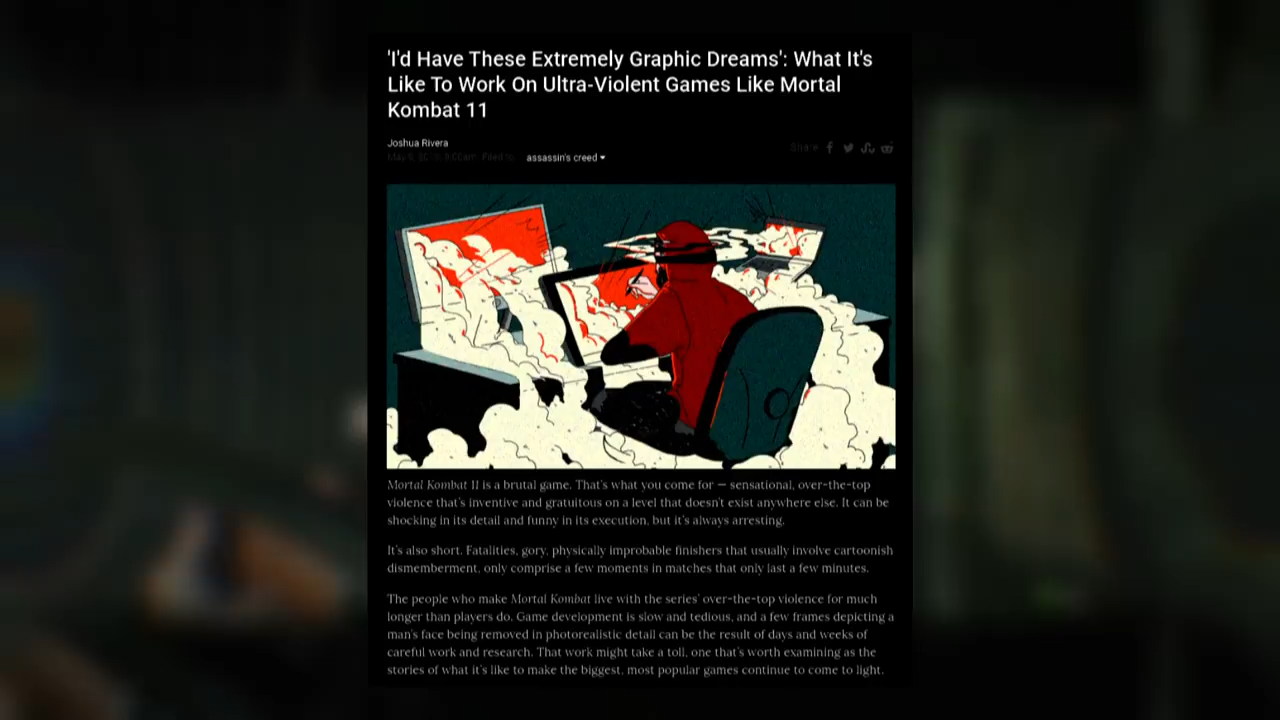 'I'd Have These Extremely Graphic Dreams': What It's
Like To Work On Ultra-Violent Games Like Mortal
Kombat 11
Joshua Rivera
Share
assassin's creed
Mortal Kombat 11 is a brutal game. That's what you come for — sensational, over-the-top
violence that's inventive and gratuitous on a level that doesn't exist anywhere else. It can be
shocking in its detail and funny in its execution, but it's always arresting.
It's also short. Fatalities, gory, physically improbable finishers that usually involve cartoonish
dismemberment, only comprise a few moments in matches that only last a few minutes.
The people who make Mortal Kombat live with the series' over-the-top violence for much
longer than players do. Game development is slow and tedious, and a few frames depicting a
man's face being removed in photorealistic detail can be the result of days and weeks of
careful work and research. That work might take a toll, one that's worth examining as the
stories of what it's like to make the biggest, most popular games continue to come to light.